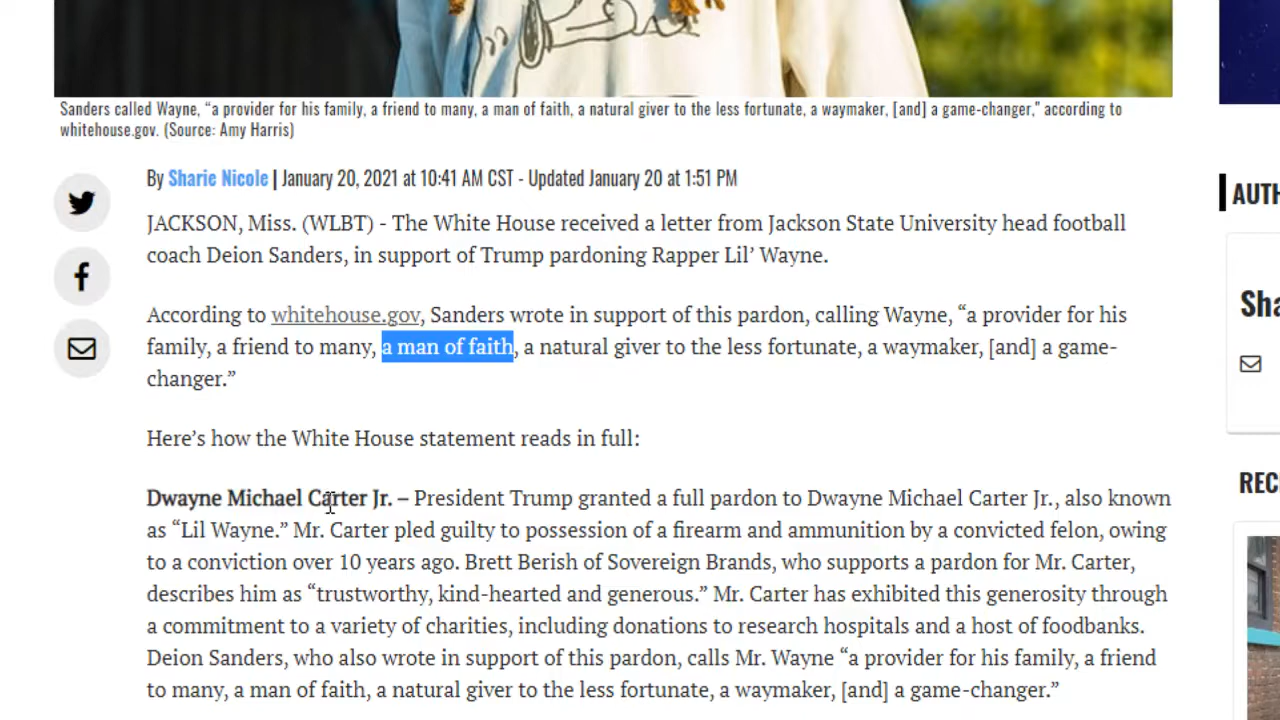 Sanders called Wayne, “a provider for his family, a friend to many, a man of faith, a natural giver to the less fortunate, a waymaker, [and] a game-changer,” according to
whitehouse.gov. (Source: Amy Harris)
By Sharie Nicole | January 20, 2021 at 10:41 AM CST - Updated January 20 at 1:51 PM
JACKSON, Miss. (WLBT) - The White House received a letter from Jackson State University head football
coach Deion Sanders, in support of Trump pardoning Rapper Lil’ Wayne.
According to whitehouse.gov, Sanders wrote in support of this pardon, calling Wayne, “a provider for his
family, a friend to many, a man of faith, a natural giver to the less fortunate, a waymaker, [and] a game-
changer.”
Here’s how the White House statement reads in full:
Dwayne Michael Carter Jr. – President Trump granted a full pardon to Dwayne Michael Carter Jr., also known
as “Lil Wayne.” Mr. Carter pled guilty to possession of a firearm and ammunition by a convicted felon, owing
to a conviction over 10 years ago. Brett Berish of Sovereign Brands, who supports a pardon for Mr. Carter,
describes him as “trustworthy, kind-hearted and generous.” Mr. Carter has exhibited this generosity through
a commitment to a variety of charities, including donations to research hospitals and a host of foodbanks.
Deion Sanders, who also wrote in support of this pardon, calls Mr. Wayne “a provider for his family, a friend
to many, a man of faith, a natural giver to the less fortunate, a waymaker, [and] a game-changer.”
AUTH
Sha
REC